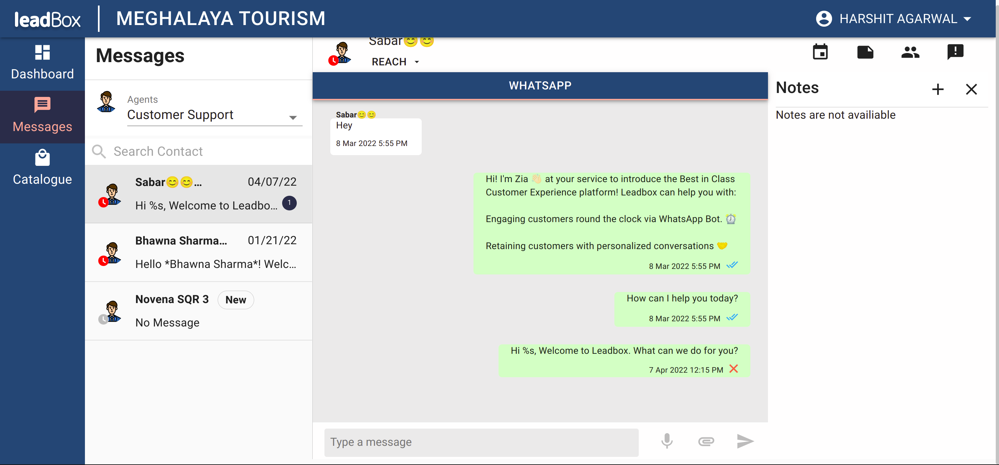 leadBox
MEGHALAYA TOURISM
HARSHIT AGARWAL
Dashboard
Messages
Catalogue
Messages
Agents
Customer Support
Search Contact
Sabar😊😊...
04/07/22
Hi %s, Welcome to Leadbo...
1
Bhawna Sharma...
01/21/22
Hello *Bhawna Sharma*! Welc...
Novena SQR 3
New
No Message
Sabar😊😊
REACH
WHATSAPP
Sabar😊😊
Hey
8 Mar 2022 5:55 PM
Hi! I'm Zia 👋🏻 at your service to introduce the Best in Class
Customer Experience platform! Leadbox can help you with:
Engaging customers round the clock via WhatsApp Bot. ⏰
Retaining customers with personalized conversations 🤝
8 Mar 2022 5:55 PM
How can I help you today?
8 Mar 2022 5:55 PM
Hi %s, Welcome to Leadbox. What can we do for you?
7 Apr 2022 12:15 PM
Type a message
Notes
Notes are not availiable